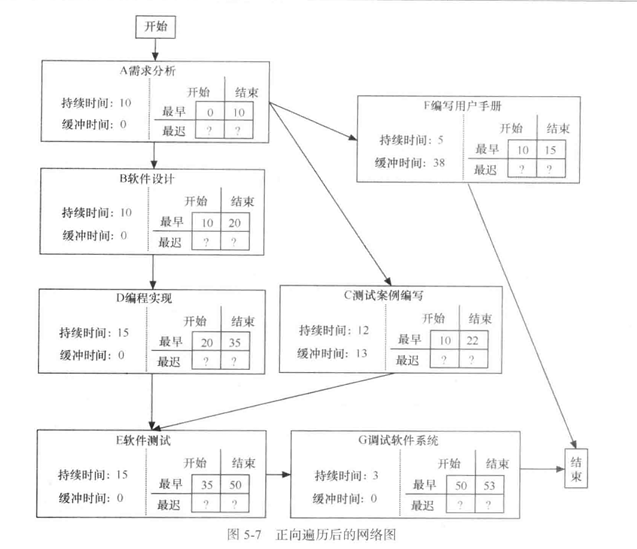 开始
A需求分析
持续时间：10
缓冲时间：0
开始 结束
最早 0 10
最迟 ? ?
F编写用户手册
持续时间：5
缓冲时间：38
开始 结束
最早 10 15
最迟 ? ?
B软件设计
持续时间：10
缓冲时间：0
开始 结束
最早 10 20
最迟 ? ?
D编程实现
持续时间：15
缓冲时间：0
开始 结束
最早 20 35
最迟 ? ?
C测试案例编写
持续时间：12
缓冲时间：13
开始 结束
最早 10 22
最迟 ? ?
E软件测试
持续时间：15
缓冲时间：0
开始 结束
最早 35 50
最迟 ? ?
G调试软件系统
持续时间：3
缓冲时间：0
开始 结束
最早 50 53
最迟 ? ?
结束
图 5-7 正向遍历后的网络图